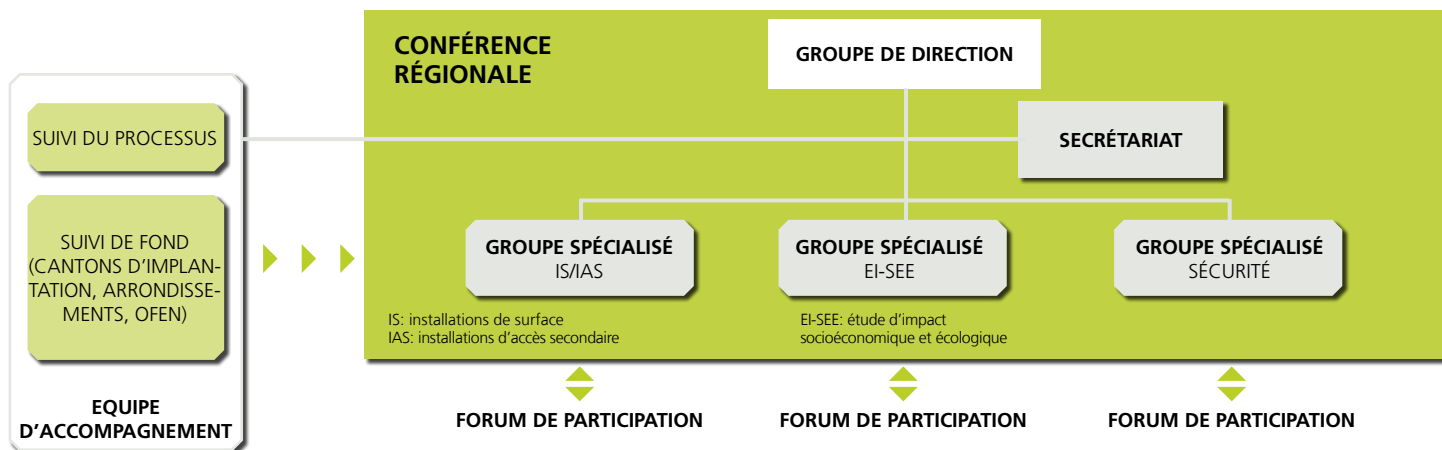 CONFÉRENCE
RÉGIONALE
GROUPE DE DIRECTION
SUIVI DU PROCESSUS
SECRÉTARIAT
SUIVI DE FOND
(CANTONS D'IMPLAN-
TATION, ARRONDISSE-
MENTS, OFEN)
GROUPE SPÉCIALISÉ
IS/IAS
GROUPE SPÉCIALISÉ
EI-SEE
GROUPE SPÉCIALISÉ
SÉCURITÉ
IS: installations de surface
IAS: installations d'accès secondaire
EI-SEE: étude d'impact
socioéconomique et écologique
EQUIPE
D'ACCOMPAGNEMENT
FORUM DE PARTICIPATION
FORUM DE PARTICIPATION
FORUM DE PARTICIPATION